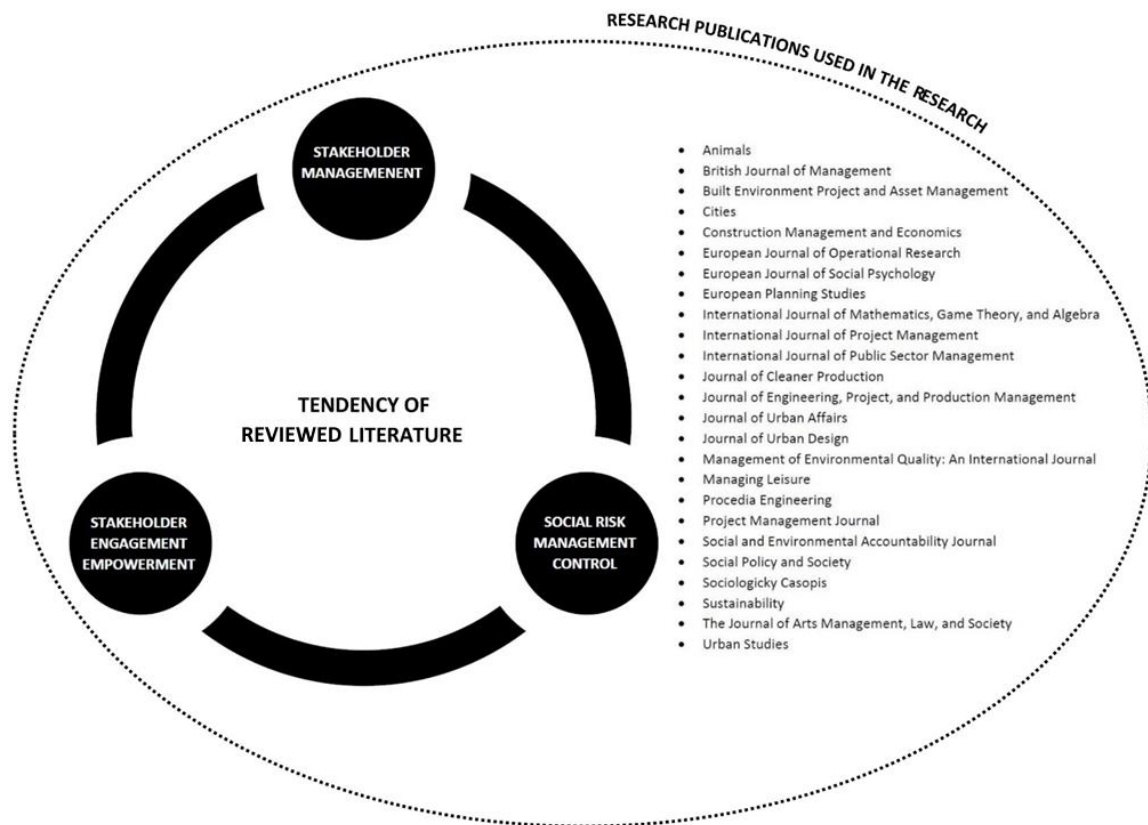 RESEARCH PUBLICATIONS USED IN THE RESEARCH
STAKEHOLDER
MANAGEMENENT
TENDENCY OF
REVIEWED LITERATURE
STAKEHOLDER
ENGAGEMENT
EMPOWERMENT
SOCIAL RISK
MANAGEMENT
CONTROL
• Animals
• British Journal of Management
• Built Environment Project and Asset Management
• Cities
• Construction Management and Economics
• European Journal of Operational Research
• European Journal of Social Psychology
• European Planning Studies
• International Journal of Mathematics, Game Theory, and Algebra
• International Journal of Project Management
• International Journal of Public Sector Management
• Journal of Cleaner Production
• Journal of Engineering, Project, and Production Management
• Journal of Urban Affairs
• Journal of Urban Design
• Management of Environmental Quality: An International Journal
• Managing Leisure
• Procedia Engineering
• Project Management Journal
• Social and Environmental Accountability Journal
• Social Policy and Society
• Sociologicky Casopis
• Sustainability
• The Journal of Arts Management, Law, and Society
• Urban Studies